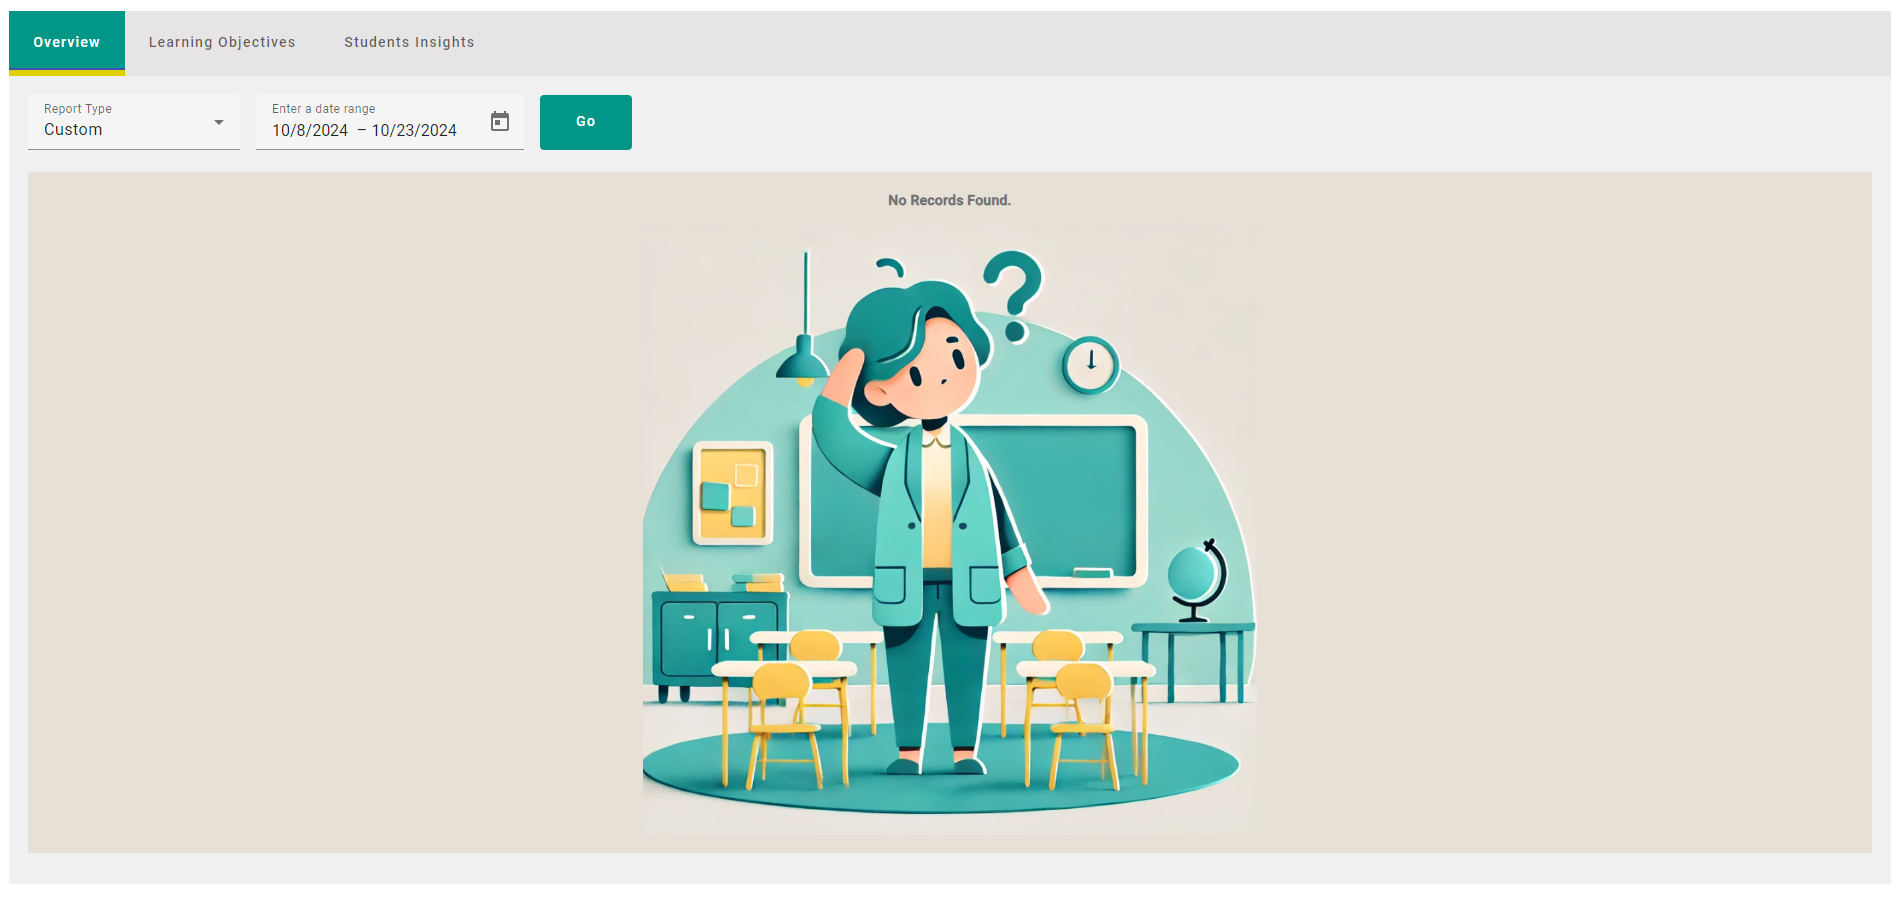 Overview Learning Objectives Students Insights
Report Type
Custom
Enter a date range
10/8/2024 – 10/23/2024
Go
No Records Found.
?